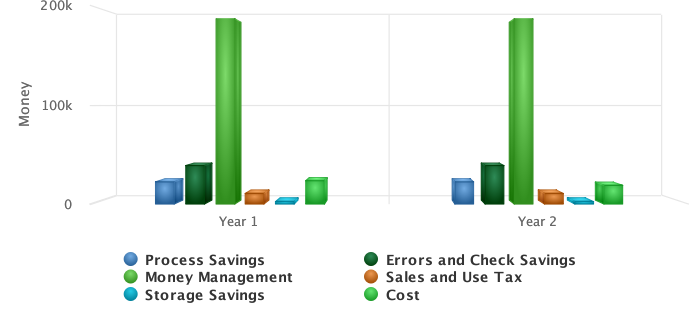 200k
100k
0
Money
Year 1
Year 2
Process Savings
Errors and Check Savings
Money Management
Sales and Use Tax
Storage Savings
Cost